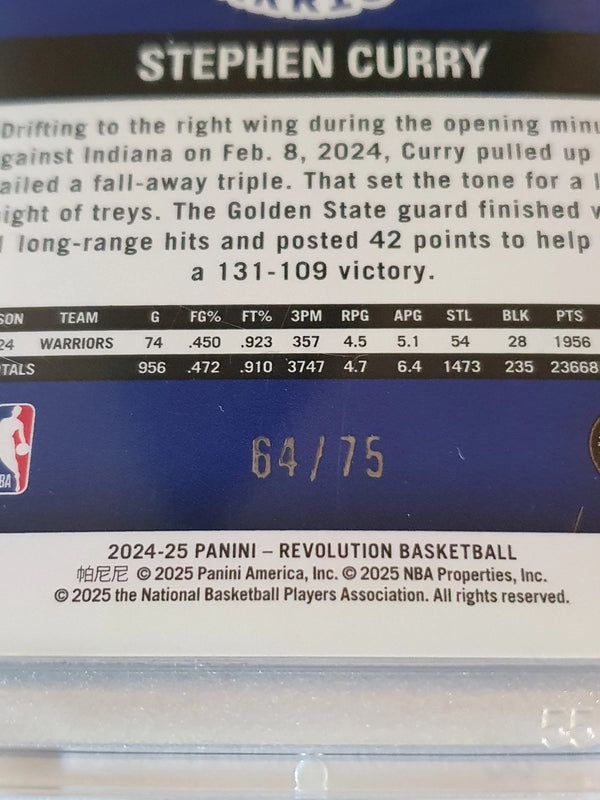 STEPHEN CURRY
Drifting to the right wing during the opening minu
gainst Indiana on Feb. 8, 2024, Curry pulled up
ailed a fall-away triple. That set the tone for a
ight of treys. The Golden State guard finished
long-range hits and posted 42 points to help
a 131-109 victory.
SON TEAM G FG% FT% 3PM RPG APG STL BLK PTS
24 WARRIORS 74 .450 .923 357 4.5 5.1 54 28 1956
TALS 956 .472 .910 3747 4.7 6.4 1473 235 23668
64/75
2024-25 PANINI – REVOLUTION BASKETBALL
帕尼尼 © 2025 Panini America, Inc. © 2025 NBA Properties, Inc.
© 2025 the National Basketball Players Association. All rights reserved.